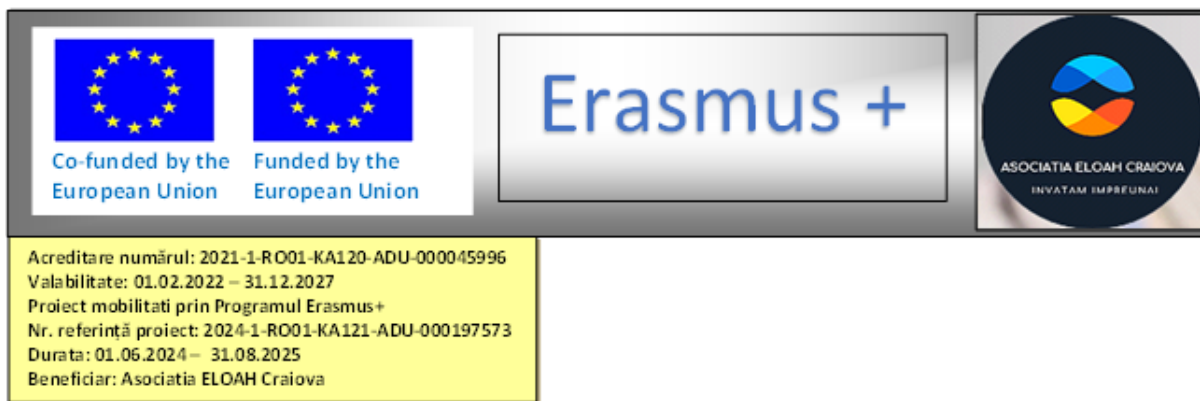 Co-funded by the
European Union
Funded by the
European Union
Erasmus +
ASOCIATIA ELOAH CRAIOVA
INVATAM IMPREUNA!
Acreditare numărul: 2021-1-RO01-KA120-ADU-000045996
Valabilitate: 01.02.2022 – 31.12.2027
Proiect mobilitati prin Programul Erasmus+
Nr. referință proiect: 2024-1-RO01-KA121-ADU-000197573
Durata: 01.06.2024 – 31.08.2025
Beneficiar: Asociatia ELOAH Craiova